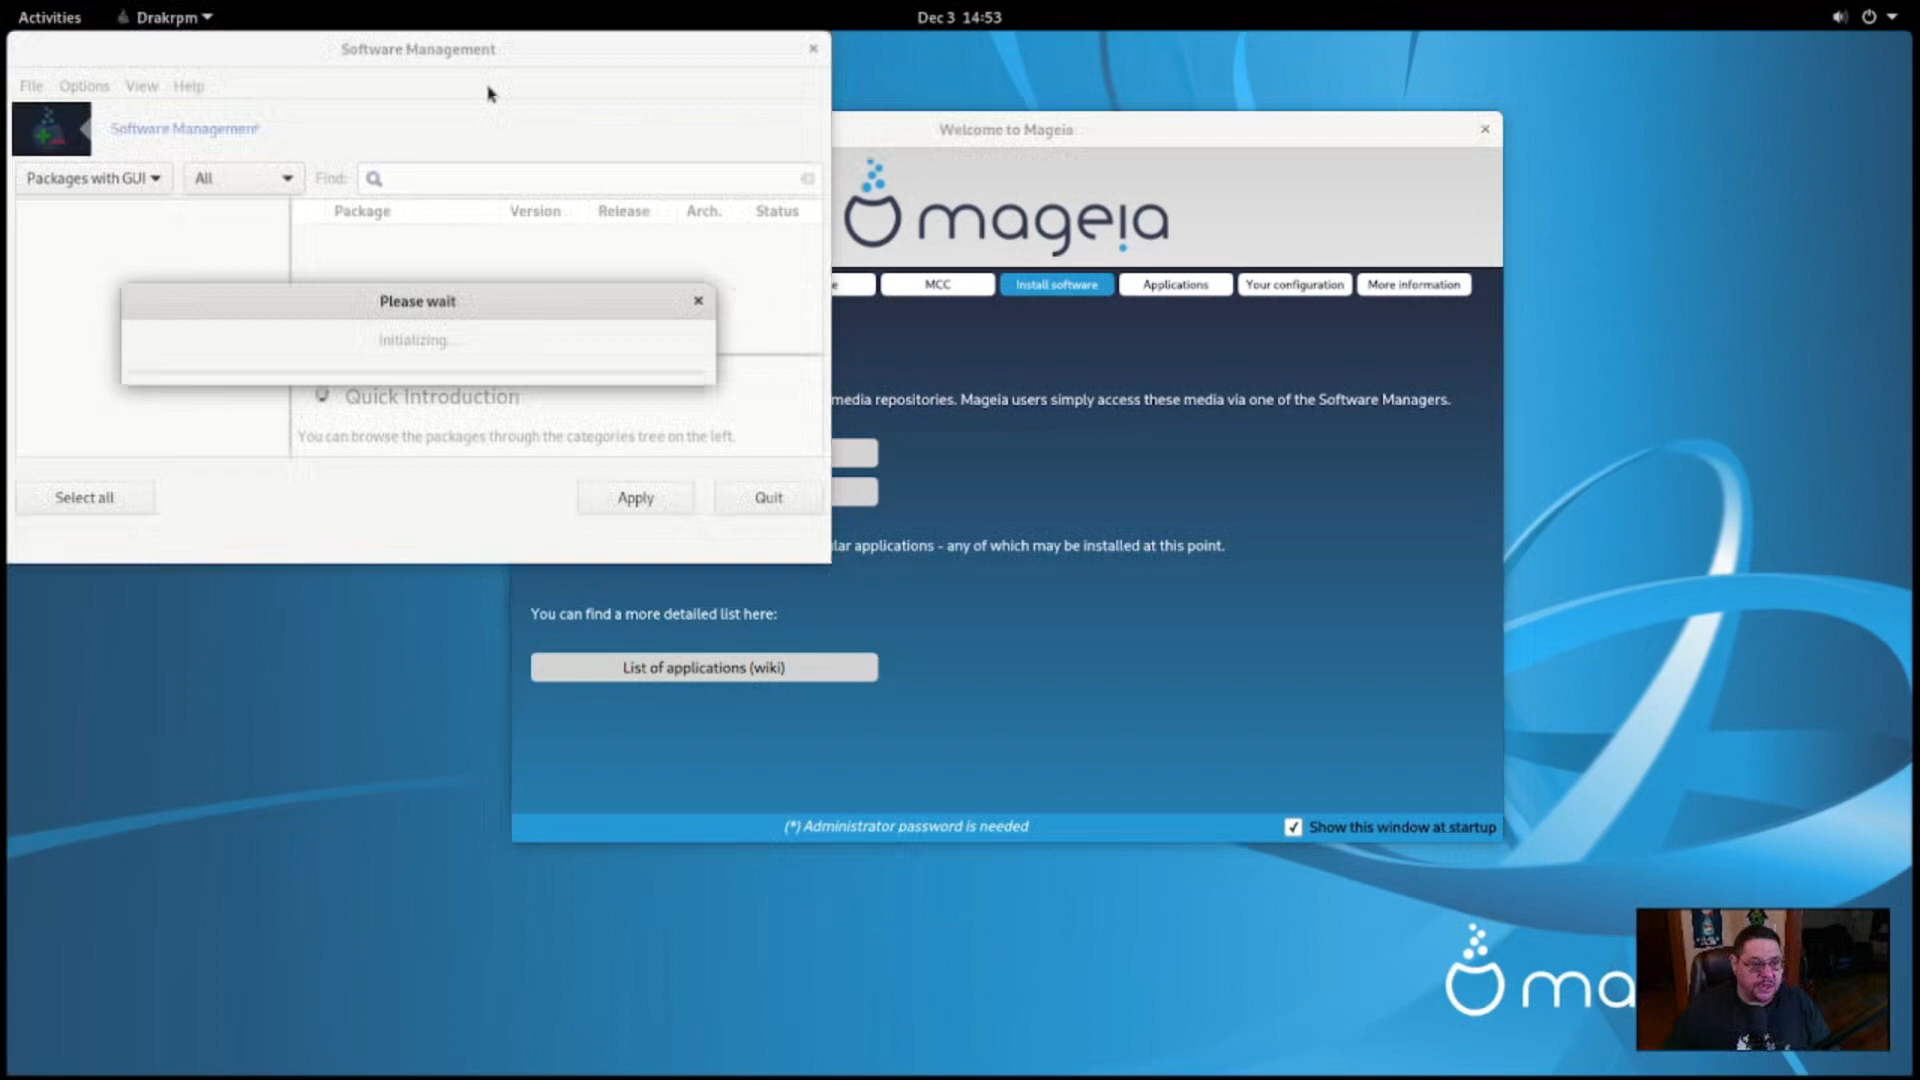 Activities
Drakrpm
Dec 3 14:53
Software Management
File Options View Help
Software Management
Packages with GUI
All
Find:
Package Version Release Arch. Status
Please wait
Initializing...
Quick Introduction
You can browse the packages through the categories tree on the left.
Select all
Apply
Quit
Welcome to Mageia
mageia
e
MCC
Install software
Applications
Your configuration
More information
media repositories. Mageia users simply access these media via one of the Software Managers.
lar applications - any of which may be installed at this point.
You can find a more detailed list here:
List of applications (wiki)
(*) Administrator password is needed
Show this window at startup
ma